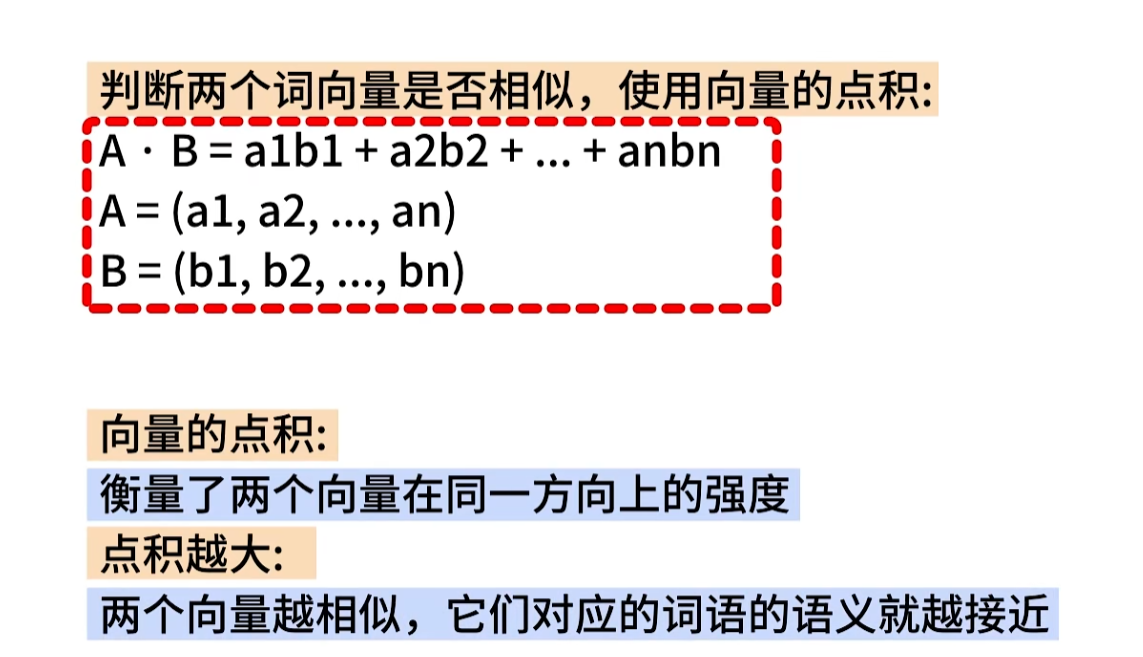 判断两个词向量是否相似，使用向量的点积:
A · B = a1b1 + a2b2 + ... + anbn
A = (a1, a2, ..., an)
B = (b1, b2, ..., bn)
向量的点积:
衡量了两个向量在同一方向上的强度
点积越大:
两个向量越相似，它们对应的词语的语义就越接近